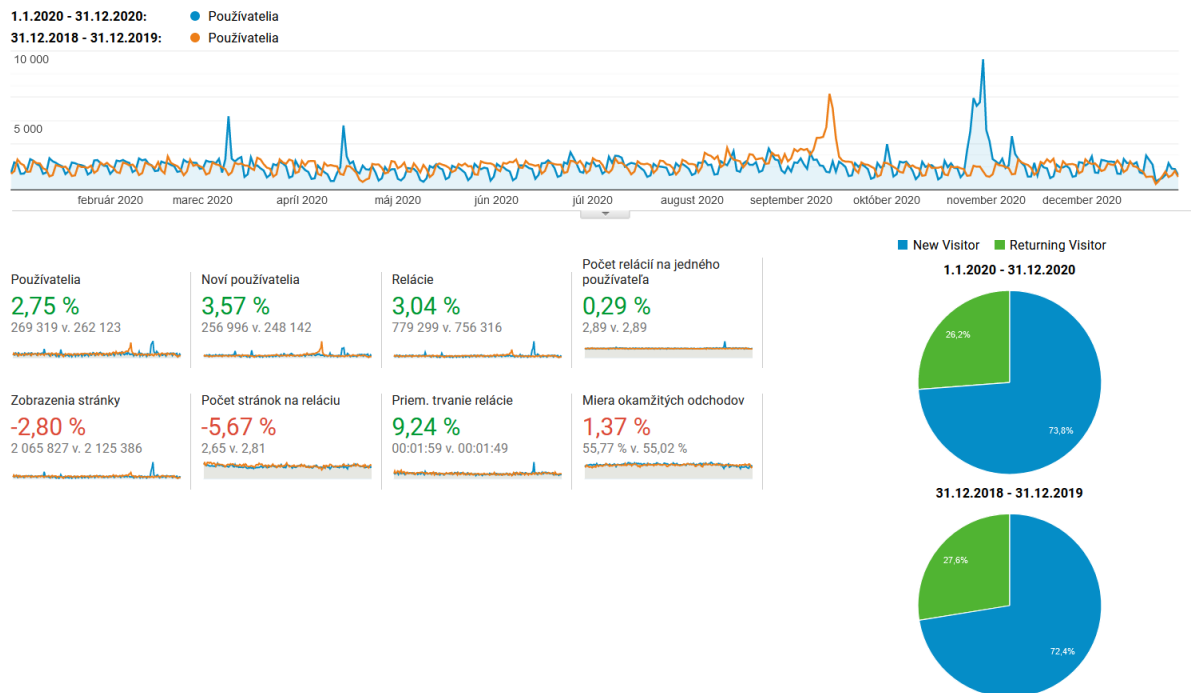 1.1.2020 - 31.12.2020: Používatelia
31.12.2018 - 31.12.2019: Používatelia
10 000
5 000
február 2020 marec 2020 apríl 2020 máj 2020 jún 2020 júl 2020 august 2020 september 2020 október 2020 november 2020 december 2020
New Visitor Returning Visitor
1.1.2020 - 31.12.2020
26,2%
73,8%
Používatelia
2,75 %
269 319 v. 262 123
Noví používatelia
3,57 %
256 996 v. 248 142
Relácie
3,04 %
779 299 v. 756 316
Počet relácií na jedného
používateľa
0,29 %
2,89 v. 2,89
Zobrazenia stránky
-2,80 %
2 065 827 v. 2 125 386
Počet stránok na reláciu
-5,67 %
2,65 v. 2,81
Priem. trvanie relácie
9,24 %
00:01:59 v. 00:01:49
Miera okamžitých odchodov
1,37 %
55,77 % v. 55,02 %
31.12.2018 - 31.12.2019
27,6%
72,4%